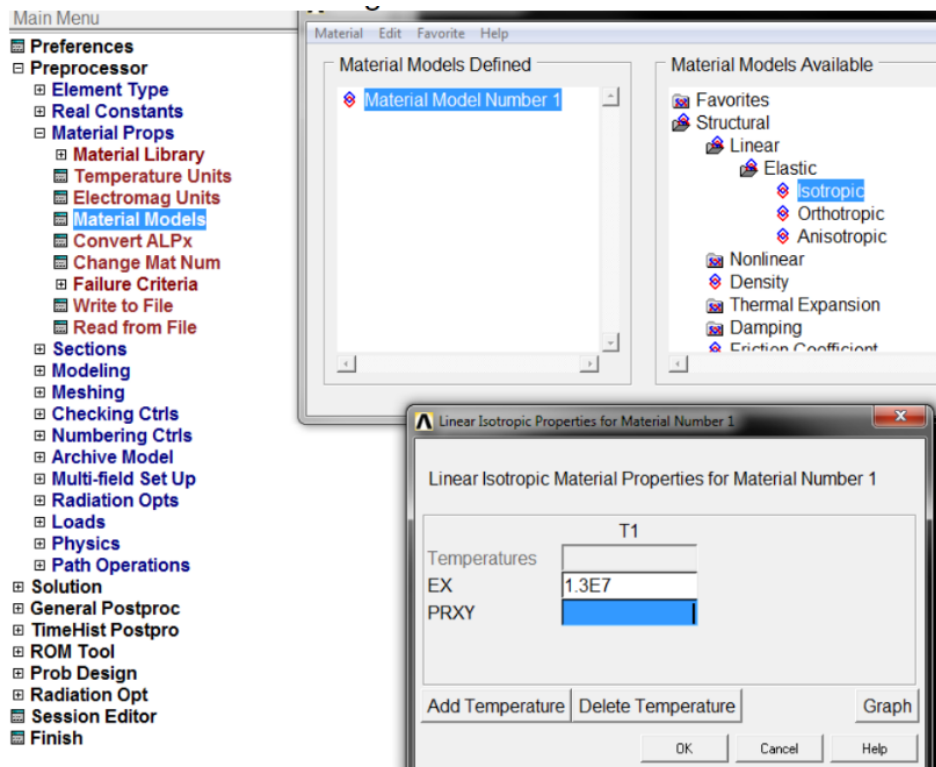 Main Menu
Preferences
Preprocessor
Element Type
Real Constants
Material Props
Material Library
Temperature Units
Electromag Units
Material Models
Convert ALPx
Change Mat Num
Failure Criteria
Write to File
Read from File
Sections
Modeling
Meshing
Checking Ctrls
Numbering Ctrls
Archive Model
Multi-field Set Up
Radiation Opts
Loads
Physics
Path Operations
Solution
General Postproc
TimeHist Postpro
ROM Tool
Prob Design
Radiation Opt
Session Editor
Finish
Material Edit Favorite Help
Material Models Defined
Material Model Number 1
Material Models Available
Favorites
Structural
Linear
Elastic
Isotropic
Orthotropic
Anisotropic
Nonlinear
Density
Thermal Expansion
Damping
Friction Coefficient
Linear Isotropic Properties for Material Number 1
Linear Isotropic Material Properties for Material Number 1
T1
Temperatures
EX 1.3E7
PRXY
Add Temperature Delete Temperature Graph
OK Cancel Help